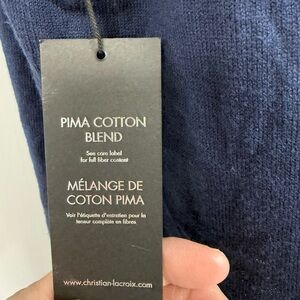 PIMA COTTON
BLEND
See care label
for full fiber content
MÉLANGE DE
COTON PIMA
Voir l'étiquette d'entretien pour la
teneur complète en fibres
www.christian-lacroix.com